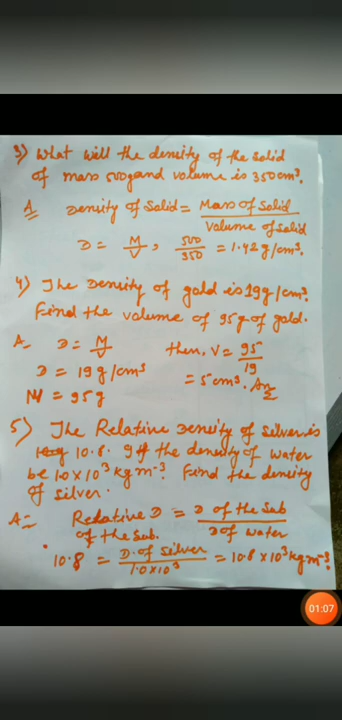 3) What will the density of the solid
of mass 500g and volume is 350cm³.
A Density of Solid = Mass of Solid / Volume of Solid
D = M/V, 500/350 = 1.42 g/cm³.
4) The Density of gold is 19g/cm³.
Find the volume of 95g of gold.
A- D = M/V then, V = 95/19
D = 19 g/cm³ = 5cm³. Ans
M = 95g
5) The Relative Density of Silver is
10.8. If the density of water
be 1.0×10³ kgm⁻³. Find the density
of silver.
A- Relative D of the Sub. = D of the Sub / D of water
10.8 = D. of silver / 1.0×10³ = 10.8×10³kgm⁻³.
01:07